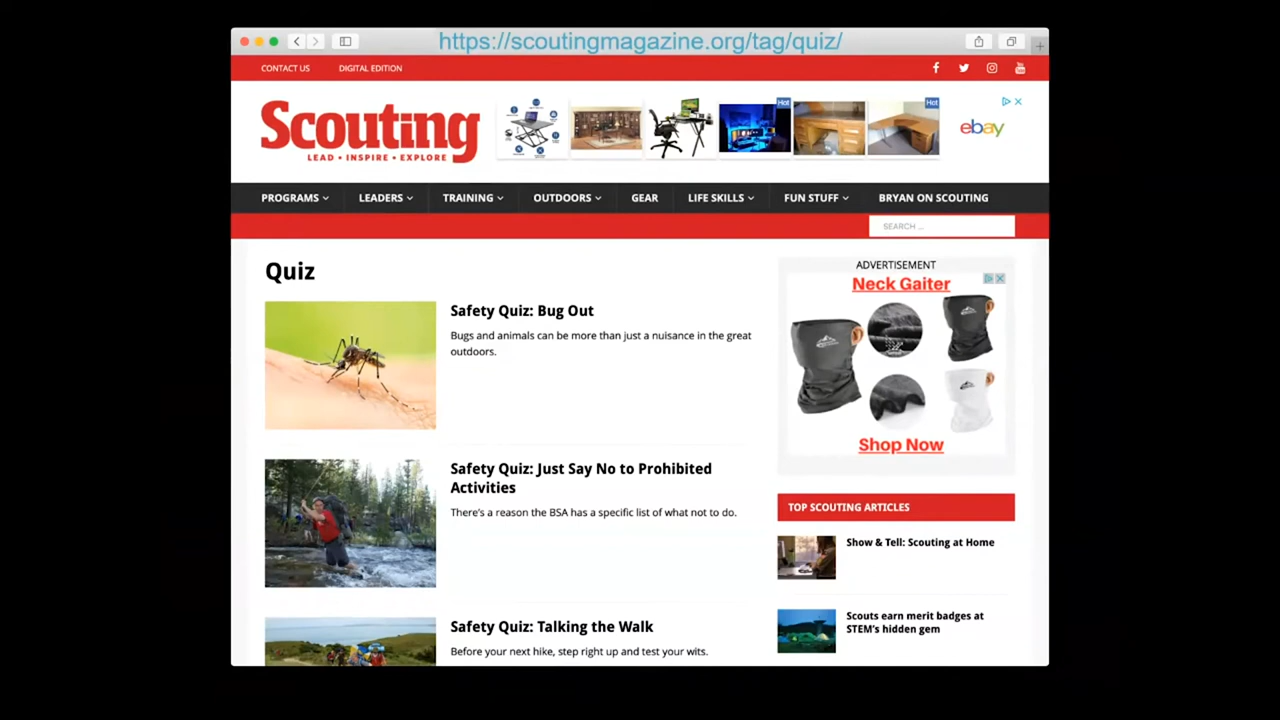 https://scoutingmagazine.org/tag/quiz/
CONTACT US
DIGITAL EDITION
Scouting
LEAD • INSPIRE • EXPLORE
Hot
Hot
ebay
PROGRAMS
LEADERS
TRAINING
OUTDOORS
GEAR
LIFE SKILLS
FUN STUFF
BRYAN ON SCOUTING
SEARCH ...
Quiz
Safety Quiz: Bug Out
Bugs and animals can be more than just a nuisance in the great
outdoors.
Safety Quiz: Just Say No to Prohibited
Activities
There's a reason the BSA has a specific list of what not to do.
Safety Quiz: Talking the Walk
Before your next hike, step right up and test your wits.
ADVERTISEMENT
Neck Gaiter
Shop Now
TOP SCOUTING ARTICLES
Show & Tell: Scouting at Home
Scouts earn merit badges at
STEM's hidden gem